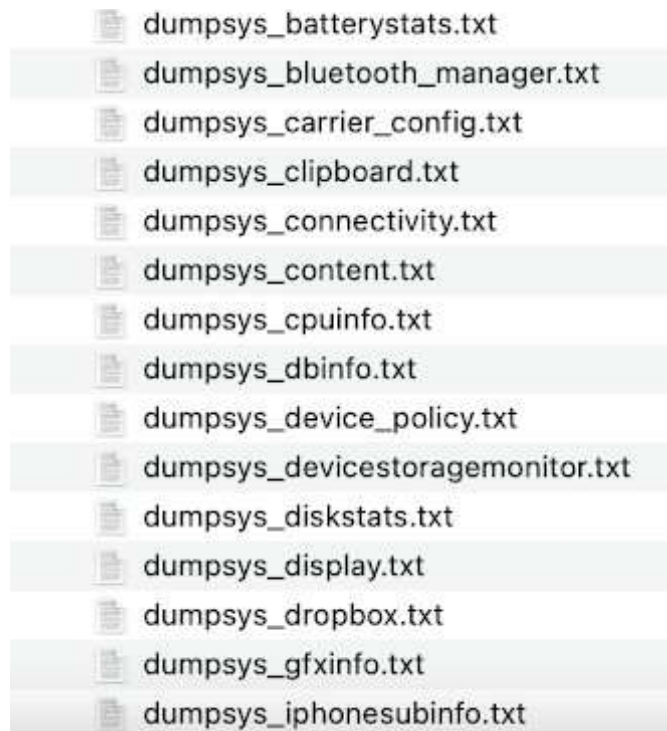 dumpsys_batterystats.txt
dumpsys_bluetooth_manager.txt
dumpsys_carrier_config.txt
dumpsys_clipboard.txt
dumpsys_connectivity.txt
dumpsys_content.txt
dumpsys_cpuinfo.txt
dumpsys_dbinfo.txt
dumpsys_device_policy.txt
dumpsys_devicestoragemonitor.txt
dumpsys_diskstats.txt
dumpsys_display.txt
dumpsys_dropbox.txt
dumpsys_gfxinfo.txt
dumpsys_iphonesubinfo.txt